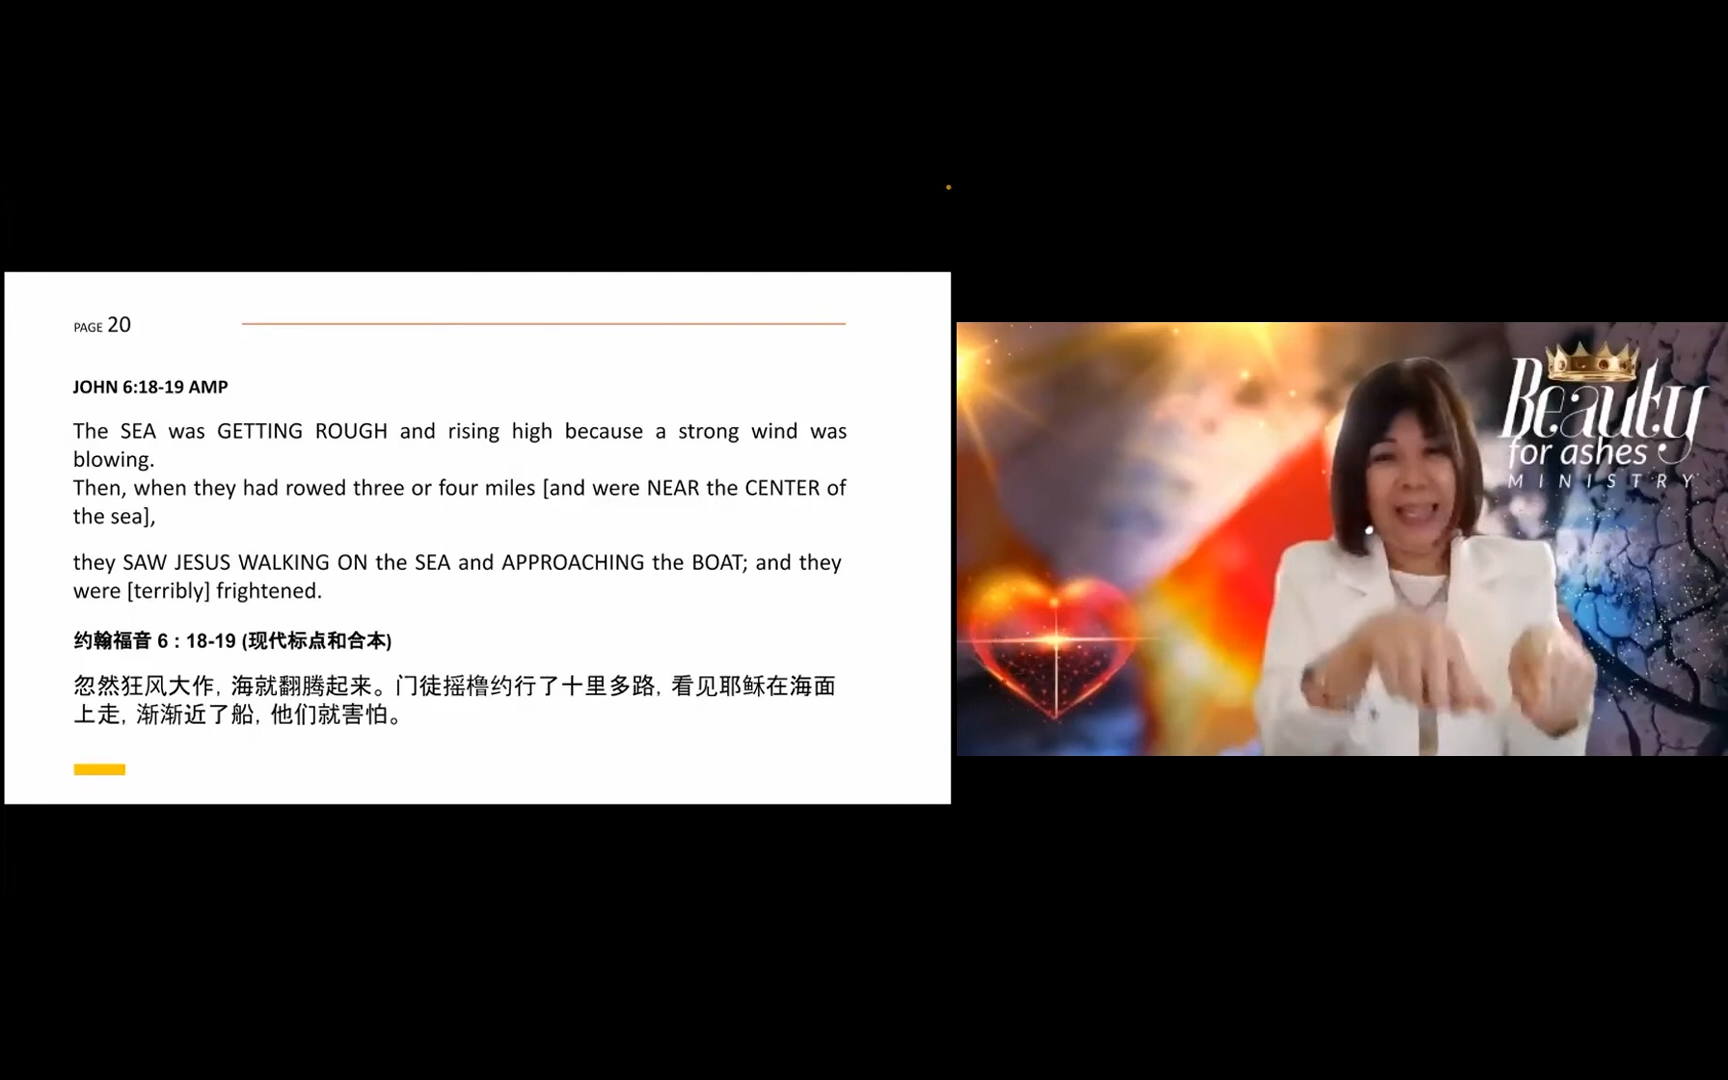 PAGE 20
JOHN 6:18-19 AMP
The SEA was GETTING ROUGH and rising high because a strong wind was
blowing.
Then, when they had rowed three or four miles [and were NEAR the CENTER of
the sea],
they SAW JESUS WALKING ON the SEA and APPROACHING the BOAT; and they
were [terribly] frightened.
约翰福音 6 : 18-19 (现代标点和合本)
忽然狂风大作, 海就翻腾起来。门徒摇橹约行了十里多路, 看见耶稣在海面
上走, 渐渐近了船, 他们就害怕。
Beauty
for ashes
MINISTRY